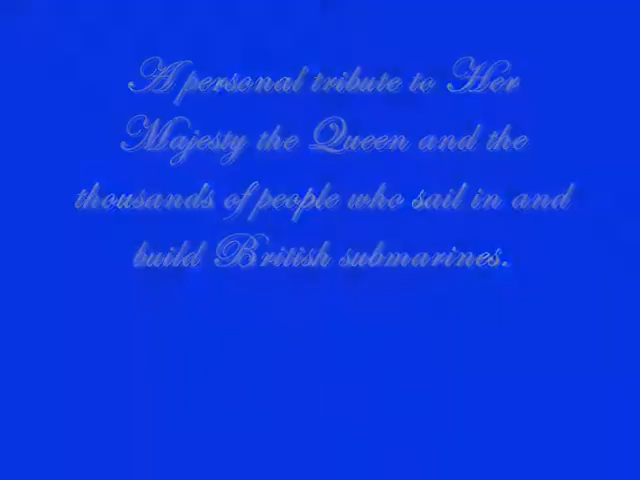 A personal tribute to Her
Majesty the Queen and the
thousands of people who sail in and
build British submarines.